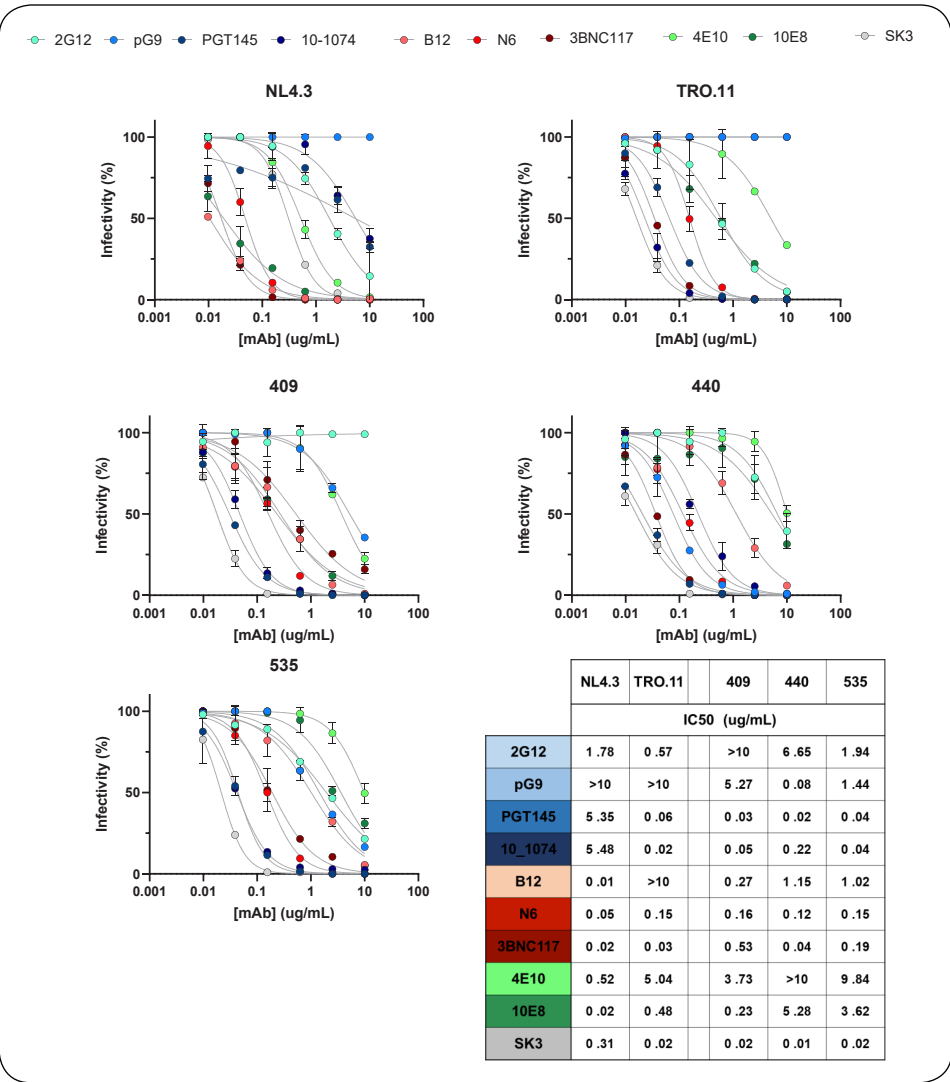 2G12 pG9 PGT145 10-1074 B12 N6 3BNC117 4E10 10E8 SK3
NL4.3
Infectivity (%)
100
50
0
0.001 0.01 0.1 1 10 100
[mAb] (ug/mL)
TRO.11
Infectivity (%)
100
50
0
0.001 0.01 0.1 1 10 100
[mAb] (ug/mL)
409
Infectivity (%)
100
50
0
0.001 0.01 0.1 1 10 100
[mAb] (ug/mL)
440
Infectivity (%)
100
50
0
0.001 0.01 0.1 1 10 100
[mAb] (ug/mL)
535
Infectivity (%)
100
50
0
0.001 0.01 0.1 1 10 100
[mAb] (ug/mL)
NL4.3 TRO.11 409 440 535
IC50 (ug/mL)
2G12 1.78 0.57 >10 6.65 1.94
pG9 >10 >10 5.27 0.08 1.44
PGT145 5.35 0.06 0.03 0.02 0.04
10_1074 5.48 0.02 0.05 0.22 0.04
B12 0.01 >10 0.27 1.15 1.02
N6 0.05 0.15 0.16 0.12 0.15
3BNC117 0.02 0.03 0.53 0.04 0.19
4E10 0.52 5.04 3.73 >10 9.84
10E8 0.02 0.48 0.23 5.28 3.62
SK3 0.31 0.02 0.02 0.01 0.02